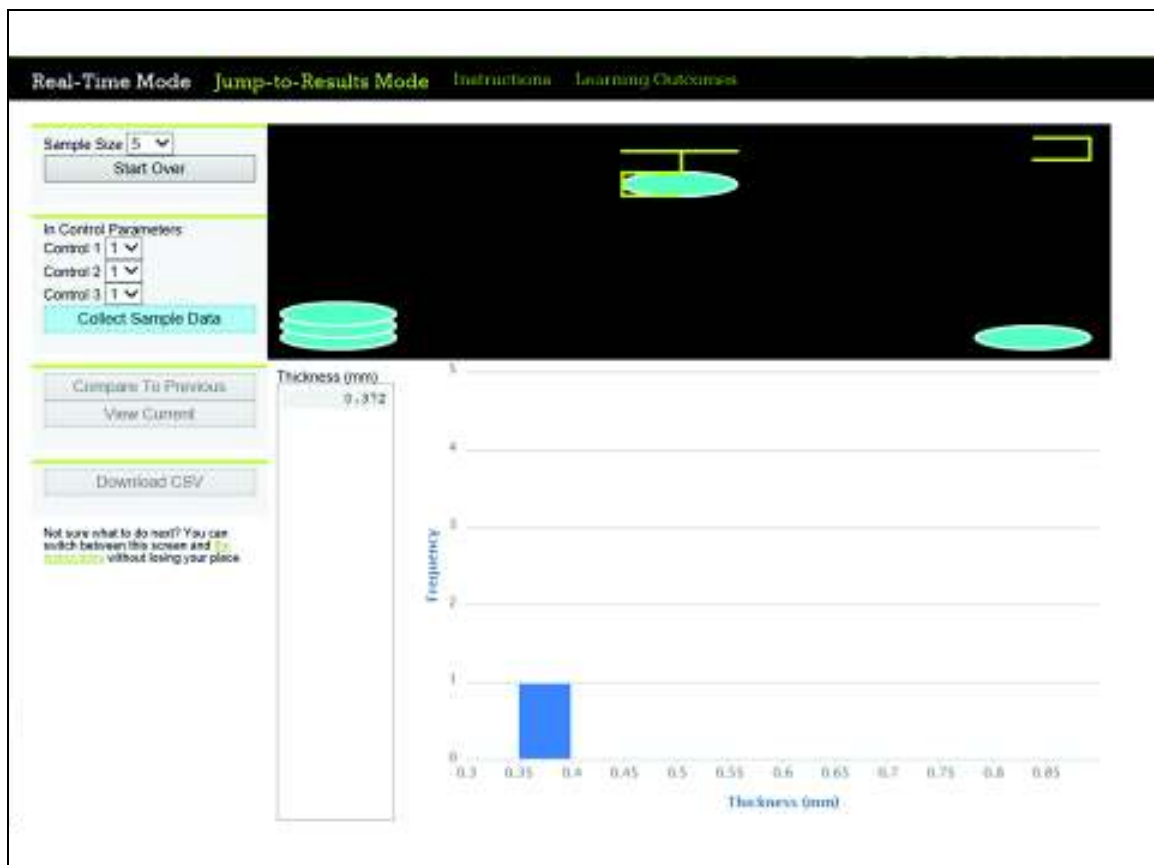 Real-Time Mode Jump-to-Results Mode Instructions Learning Outcomes
Sample Size 5
Start Over
In Control Parameters
Control 1 1
Control 2 1
Control 3 1
Collect Sample Data
Compare To Previous
View Current
Download CSV
Not sure what to do next? You can
switch between this screen and the
without losing your place
Thickness (mm)
0.372
5
4
3
2
1
0
Frequency
0.3 0.35 0.4 0.45 0.5 0.55 0.6 0.65 0.7 0.75 0.8 0.85
Thickness (mm)